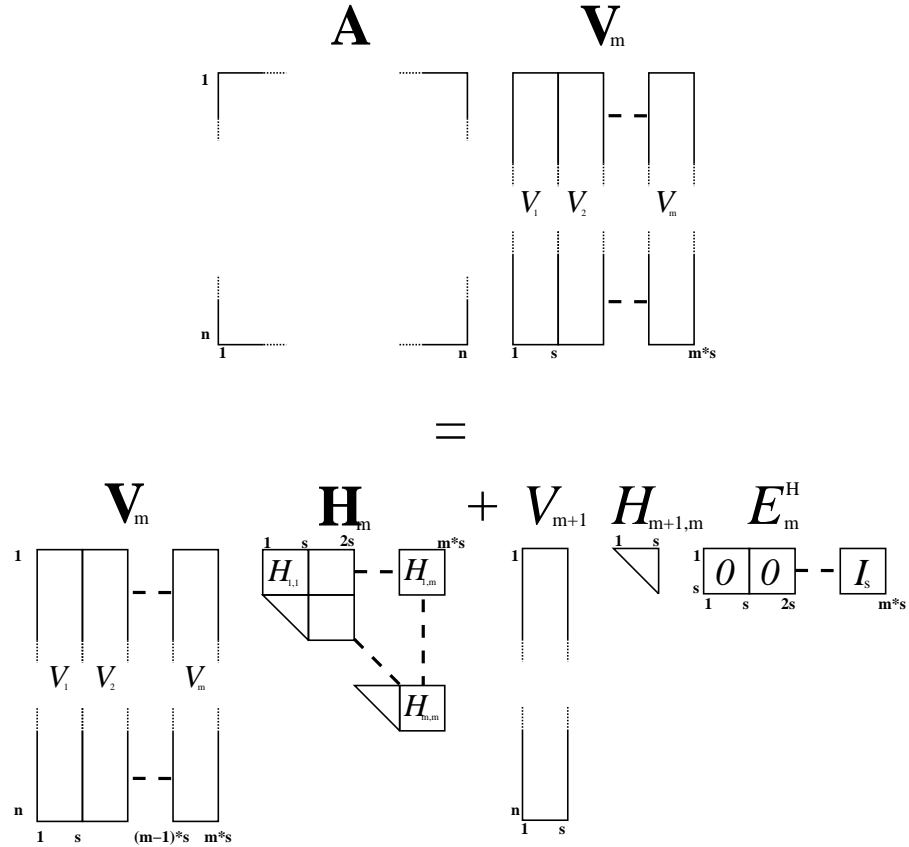 A V_m
1
V_1 V_2 V_m
n
1 n 1 s m*s
=
V_m H_m + V_{m+1} H_{m+1,m} E_m^H
1 s 2s m*s 1 s
1 H_{1,1} H_{1,m} 1 1 0 0 I_s
s 1 s 2s m*s
V_1 V_2 V_m H_{m,m}
n n
1 s (m−1)*s m*s 1 s